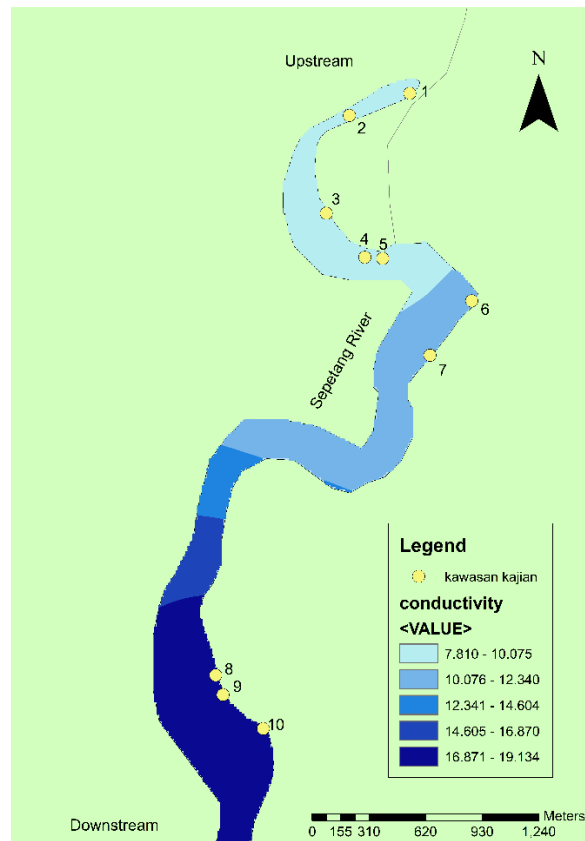 Upstream
N
1
2
3
4
5
6
7
Sepetang River
8
9
10
Downstream
Legend
kawasan kajian
conductivity
<VALUE>
7.810 - 10.075
10.076 - 12.340
12.341 - 14.604
14.605 - 16.870
16.871 - 19.134
Meters
0 155 310 620 930 1,240